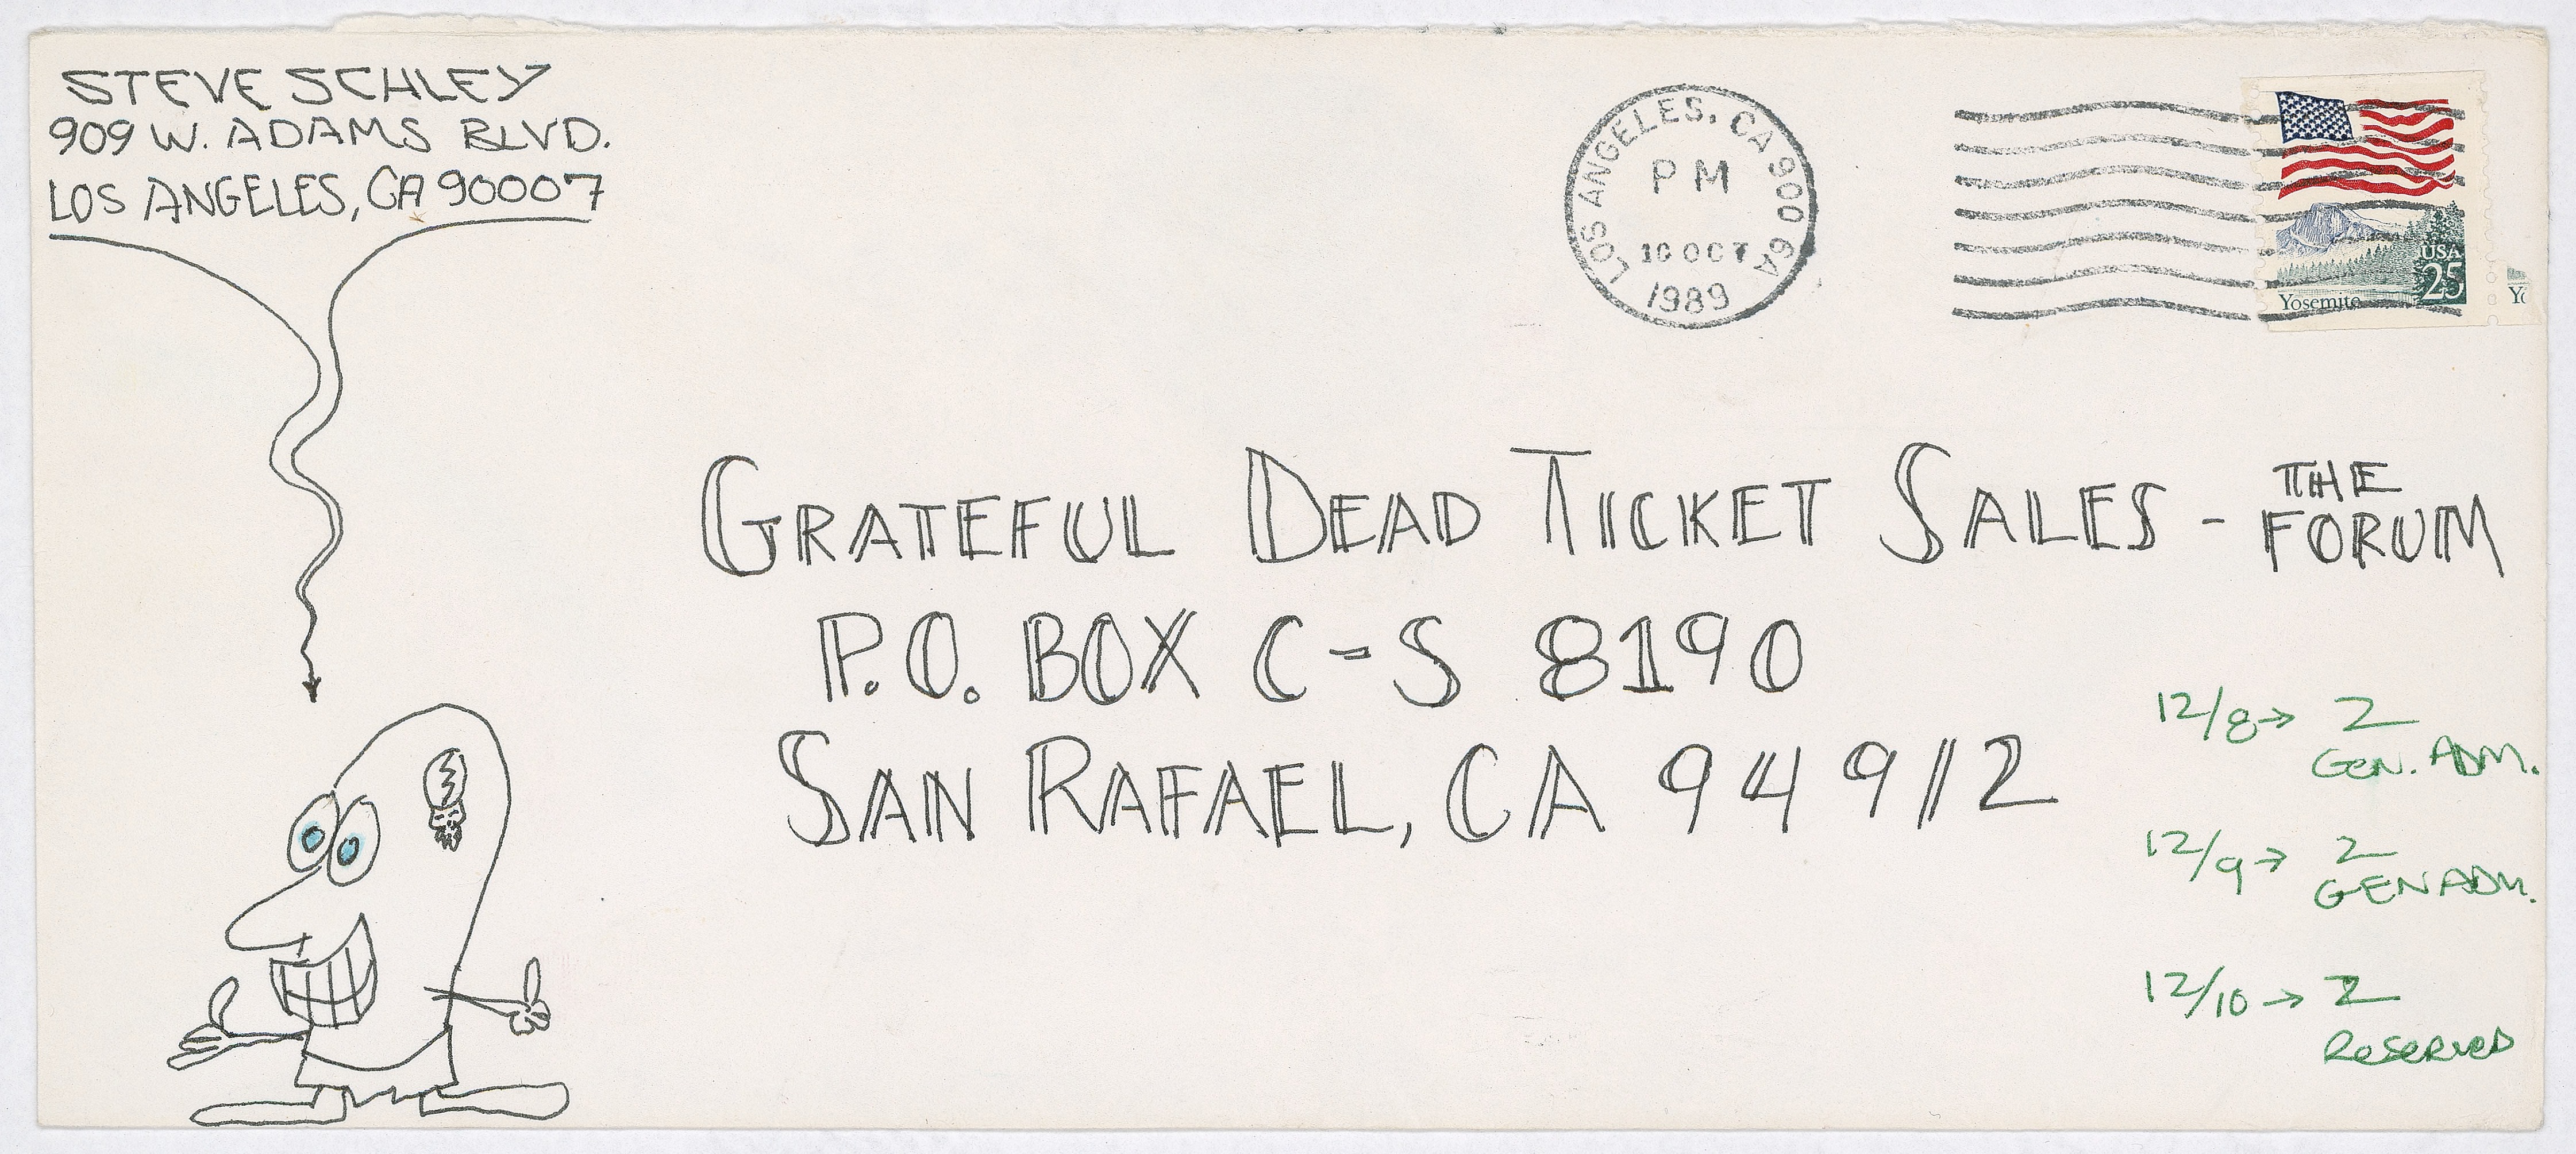 STEVE SCHLEY
909 W. ADAMS BLVD.
LOS ANGELES, CA 90007
LOS ANGELES, CA 900 GA
PM
10 OCT
1989
USA
25
Yosemite
Yo
GRATEFUL DEAD TICKET SALES - THE FORUM
P.O. BOX C-S 8190
SAN RAFAEL, CA 94912
12/8→ 2
GEN. ADM.
12/9→ 2
GEN ADM.
12/10→ 2
RESERVED